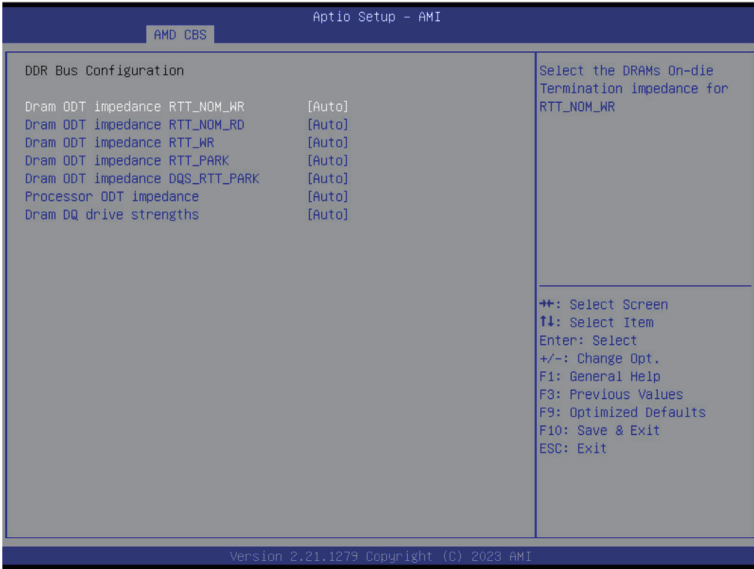 Aptio Setup – AMI
AMD CBS
DDR Bus Configuration
Dram ODT impedance RTT_NOM_WR [Auto]
Dram ODT impedance RTT_NOM_RD [Auto]
Dram ODT impedance RTT_WR [Auto]
Dram ODT impedance RTT_PARK [Auto]
Dram ODT impedance DQS_RTT_PARK [Auto]
Processor ODT impedance [Auto]
Dram DQ drive strengths [Auto]
Select the DRAMs On-die
Termination impedance for
RTT_NOM_WR
→←: Select Screen
↑↓: Select Item
Enter: Select
+/-: Change Opt.
F1: General Help
F3: Previous Values
F9: Optimized Defaults
F10: Save & Exit
ESC: Exit
Version 2.21.1279 Copyright (C) 2023 AMI